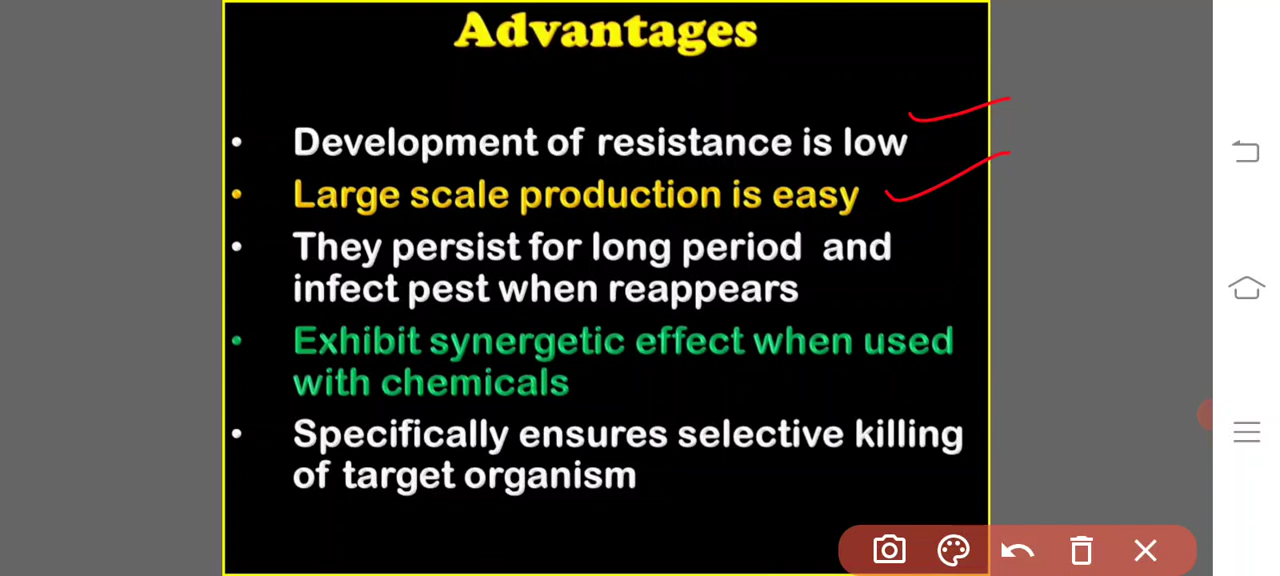 Advantages
• Development of resistance is low
• Large scale production is easy
• They persist for long period and
infect pest when reappears
• Exhibit synergetic effect when used
with chemicals
• Specifically ensures selective killing
of target organism